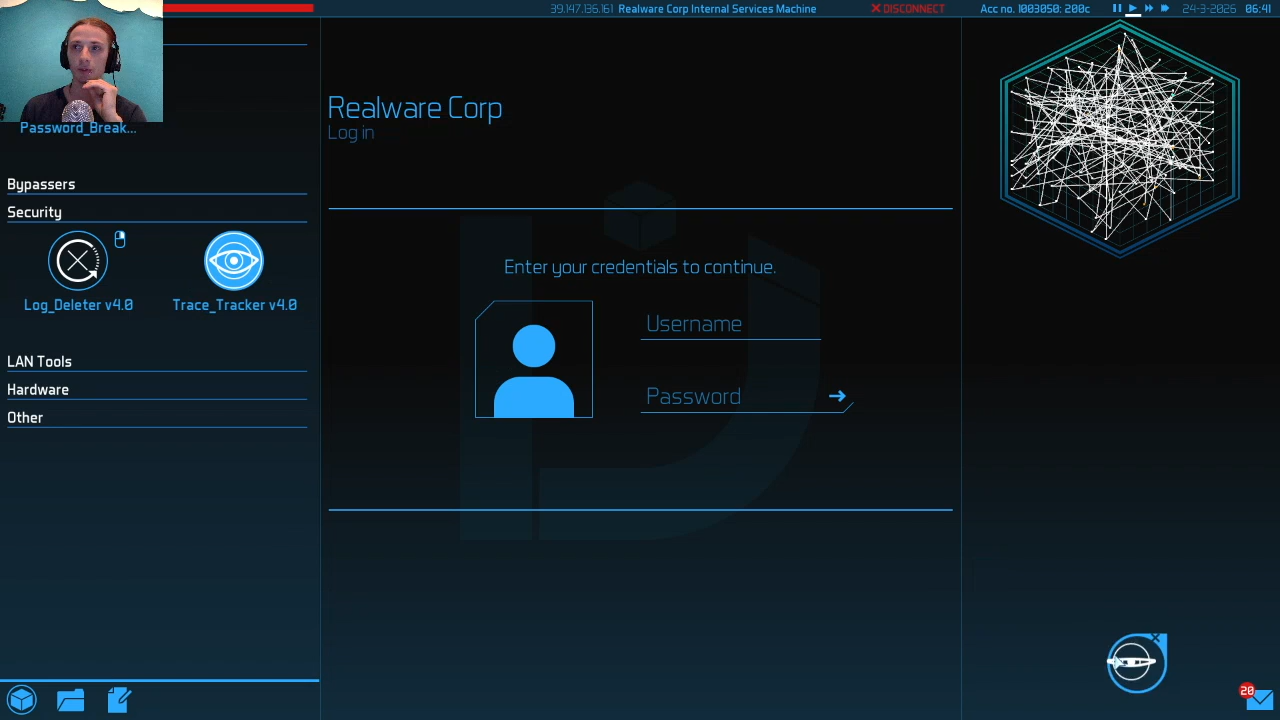 39.147.136.161 Realware Corp Internal Services Machine
DISCONNECT
Acc no. 1003050: 200c
24-3-2026 06:41
Password_Break...
Bypassers
Security
Log_Deleter v4.0
Trace_Tracker v4.0
LAN Tools
Hardware
Other
Realware Corp
Log in
Enter your credentials to continue.
Username
Password
20